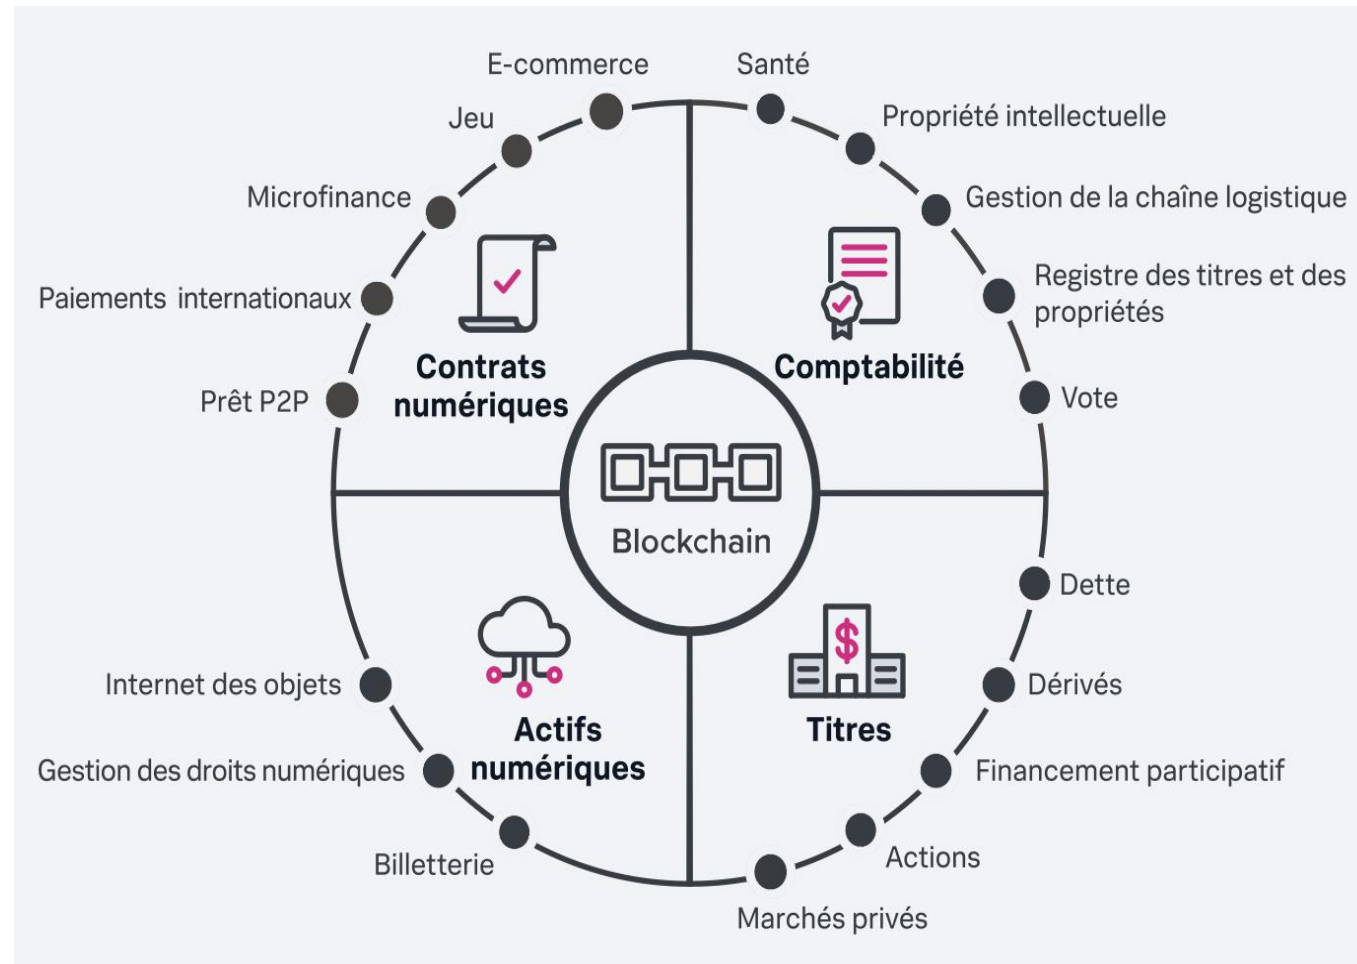 E-commerce
Jeu
Microfinance
Paiements internationaux
Prêt P2P
Contrats
numériques
Santé
Propriété intellectuelle
Gestion de la chaîne logistique
Registre des titres et des
propriétés
Vote
Comptabilité
Blockchain
Internet des objets
Gestion des droits numériques
Billetterie
Actifs
numériques
$
Titres
Dette
Dérivés
Financement participatif
Actions
Marchés privés